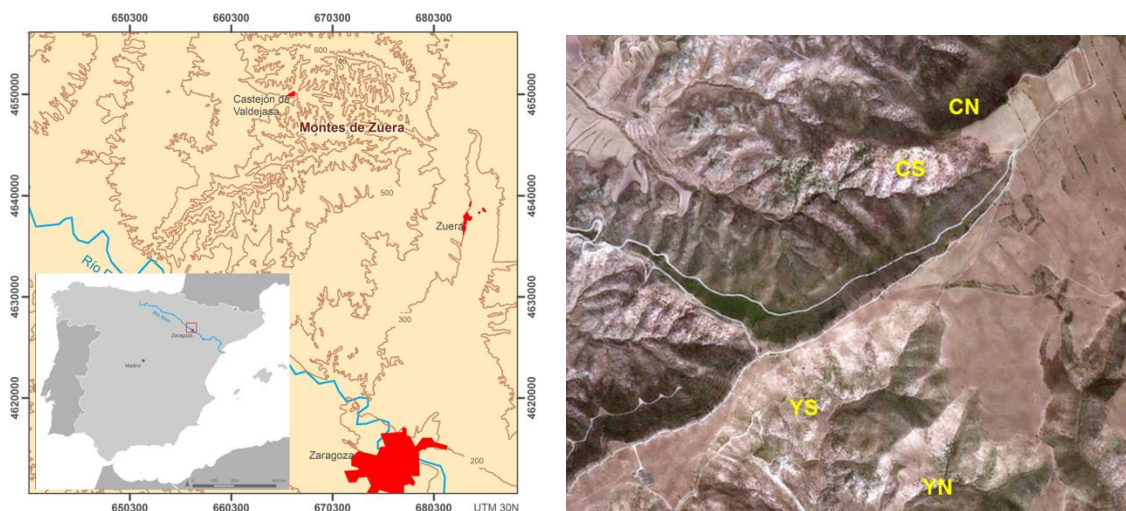 650300 660300 670300 680300
600
4650000 4650000
Castejón de
Valdejasa
Montes de Zuera
4640000 4640000
500
Zuera
Río
4630000 4630000
300
Río Ebro
Zaragoza
Madrid
4620000 4620000
Zaragoza
200
650300 660300 670300 680300
UTM 30N
CN
CS
YS
YN